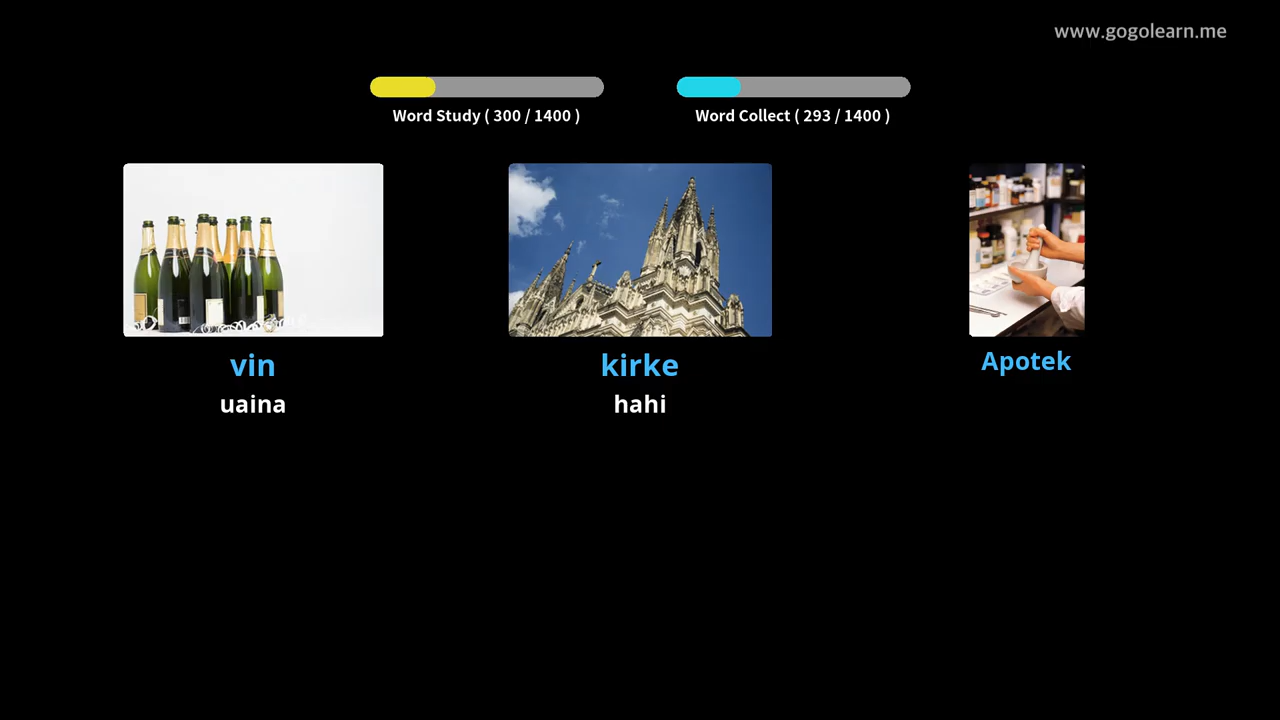 www.gogolearn.me
Word Study ( 300 / 1400 )
Word Collect ( 293 / 1400 )
vin
kirke
Apotek
uaina
hahi